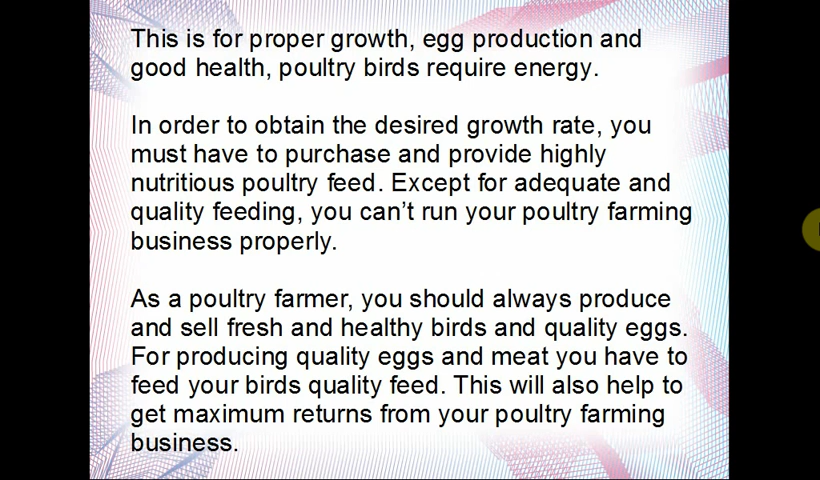 This is for proper growth, egg production and
good health, poultry birds require energy.
In order to obtain the desired growth rate, you
must have to purchase and provide highly
nutritious poultry feed. Except for adequate and
quality feeding, you can’t run your poultry farming
business properly.
As a poultry farmer, you should always produce
and sell fresh and healthy birds and quality eggs.
For producing quality eggs and meat you have to
feed your birds quality feed. This will also help to
get maximum returns from your poultry farming
business.